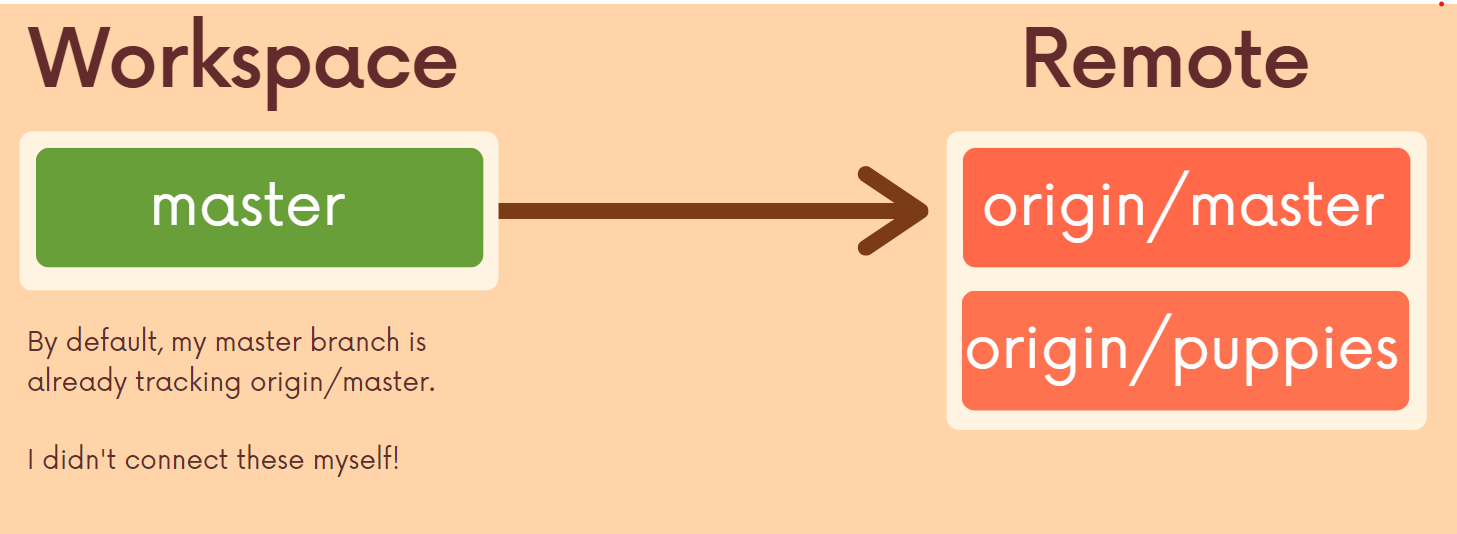 Workspace
Remote
master
origin/master
origin/puppies
By default, my master branch is
already tracking origin/master.
I didn't connect these myself!